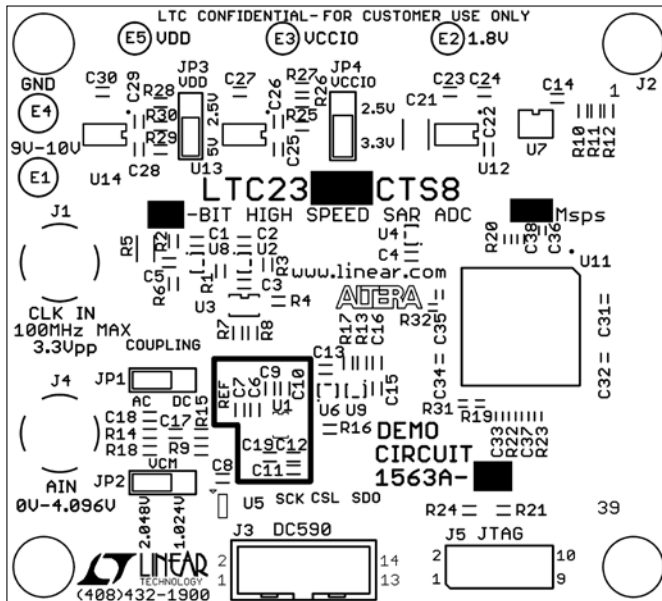 LTC CONFIDENTIAL-FOR CUSTOMER USE ONLY
E5 VDD
E3 VCCIO
E2 1.8V
GND
J2
E4
C30
C29
R28
R30
R29
C28
JP3
VDD
2.5V
5V
C27
C26
R27
R26
R25
C25
JP4
VCCIO
2.5V
3.3V
C21
C23
C24
C22
C14
1
R10
R11
R12
9V-10V
E1
U14
U13
U12
U7
LTC23
CTS8
-BIT HIGH SPEED SAR ADC
Msps
J1
R5
R2
C1
U8
C2
U2
C5
R6
R1
R3
C3
U4
C4
R20
C38
C36
U11
www.linear.com
U3
R4
ALTERA
R32
C35
C31
CLK IN
100MHz MAX
3.3Vpp
R7
R8
R17
R13
C16
COUPLING
C13
C34
C32
J4
JP1
AC
DC
REF
C7
C6
C9
C10
U1
U6
U9
C15
C18
R14
R18
C17
R9
R15
C19
C12
C11
R16
R31
R19
C33
R22
C37
R23
DEMO
CIRCUIT
1563A-
AIN
0V-4.096V
JP2
VCM
2.048V
1.024V
C8
U5
SCK CSL SDO
R24
R21
39
J3 DC590
2
1
14
13
J5 JTAG
2
1
10
9
LT LINEAR
TECHNOLOGY
(408)432-1900